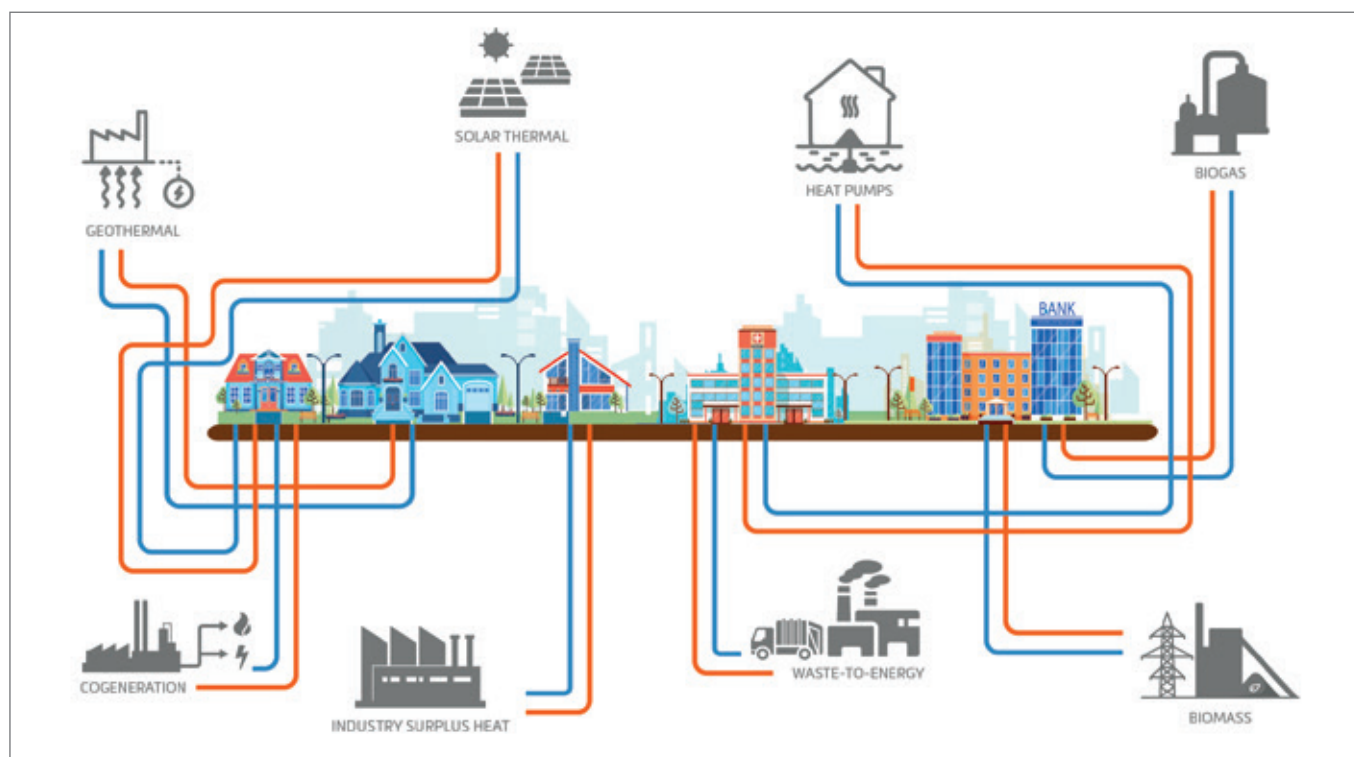 SOLAR THERMAL
HEAT PUMPS
BIOGAS
GEOTHERMAL
BANK
COGENERATION
INDUSTRY SURPLUS HEAT
WASTE-TO-ENERGY
BIOMASS